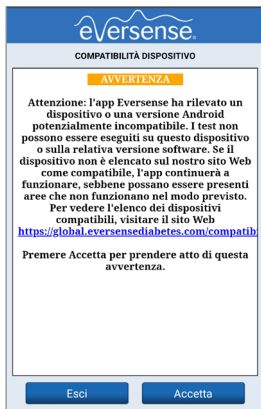 eversense.
COMPATIBILITÀ DISPOSITIVO
AVVERTENZA
Attenzione: l'app Eversense ha rilevato un
dispositivo o una versione Android
potenzialmente incompatibile. I test non
possono essere eseguiti su questo dispositivo
o sulla relativa versione software. Se il
dispositivo non è elencato sul nostro sito Web
come compatibile, l'app continuerà a
funzionare, sebbene possano essere presenti
aree che non funzionano nel modo previsto.
Per vedere l'elenco dei dispositivi
compatibili, visitare il sito Web
https://global.eversensediabetes.com/compatib
Premere Accetta per prendere atto di questa
avvertenza.
Esci
Accetta